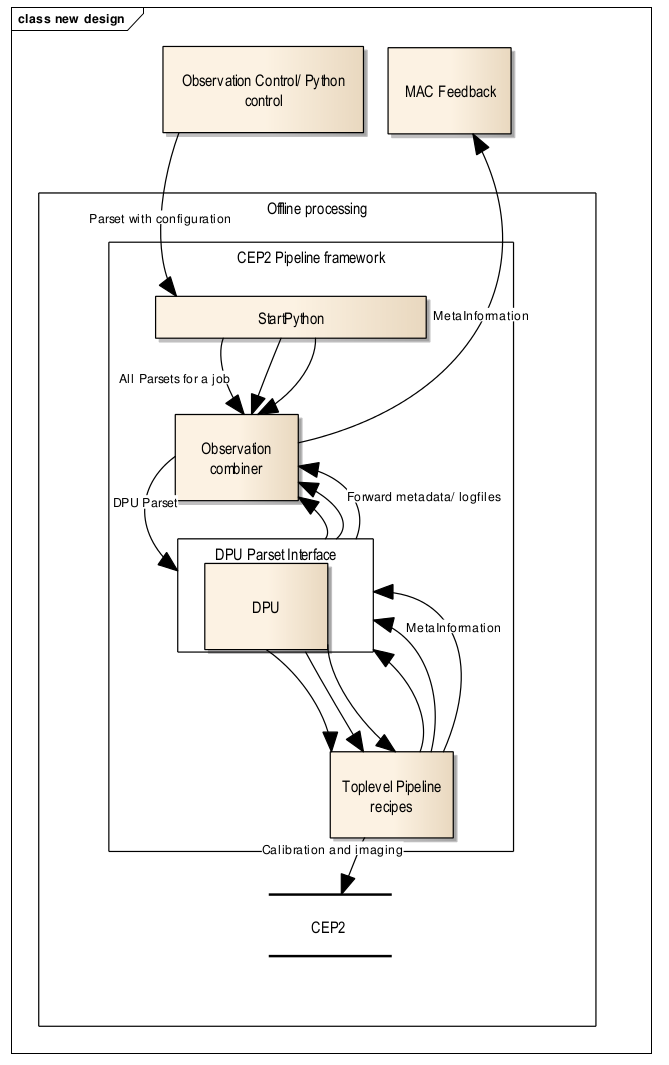 class new design
Observation Control/ Python
control
MAC Feedback
Offline processing
Parset with configuration
CEP2 Pipeline framework
StartPython
MetaInformation
All Parsets for a job
Observation
combiner
DPU Parset
Forward metadata/ logfiles
DPU Parset Interface
DPU
MetaInformation
Toplevel Pipeline
recipes
Calibration and imaging
CEP2